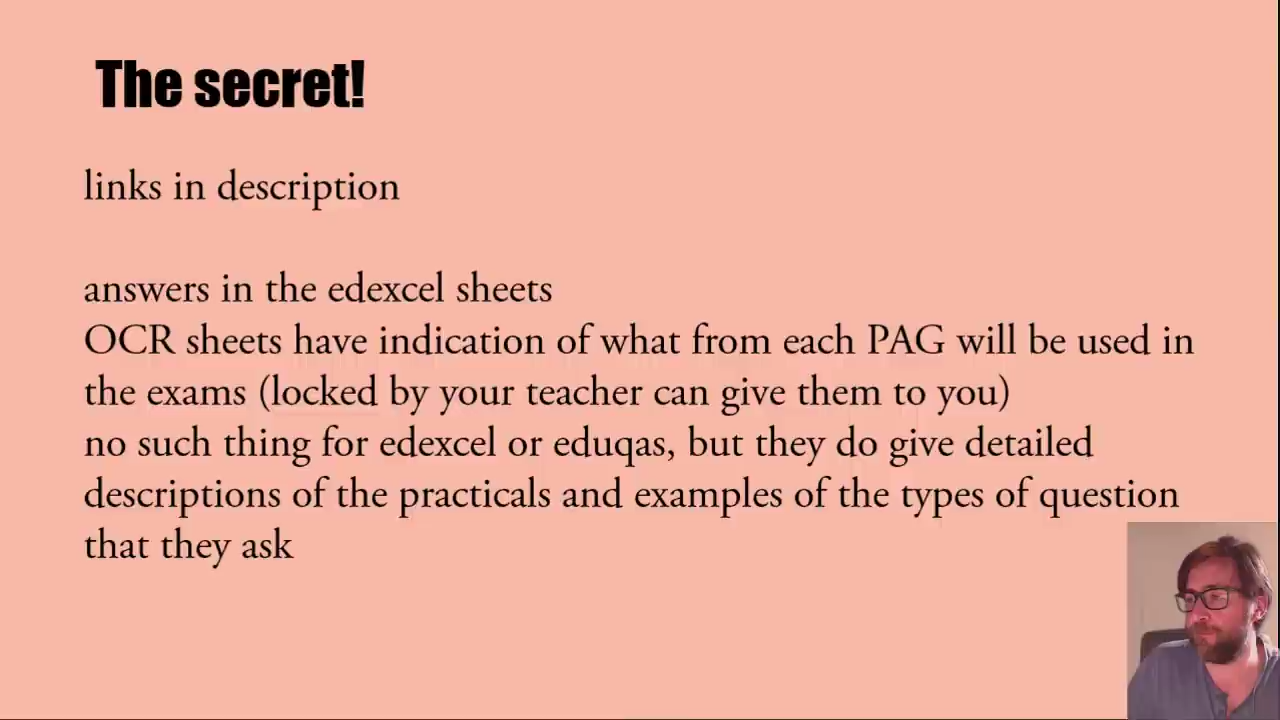 The secret!
links in description
answers in the edexcel sheets
OCR sheets have indication of what from each PAG will be used in
the exams (locked by your teacher can give them to you)
no such thing for edexcel or eduqas, but they do give detailed
descriptions of the practicals and examples of the types of question
that they ask